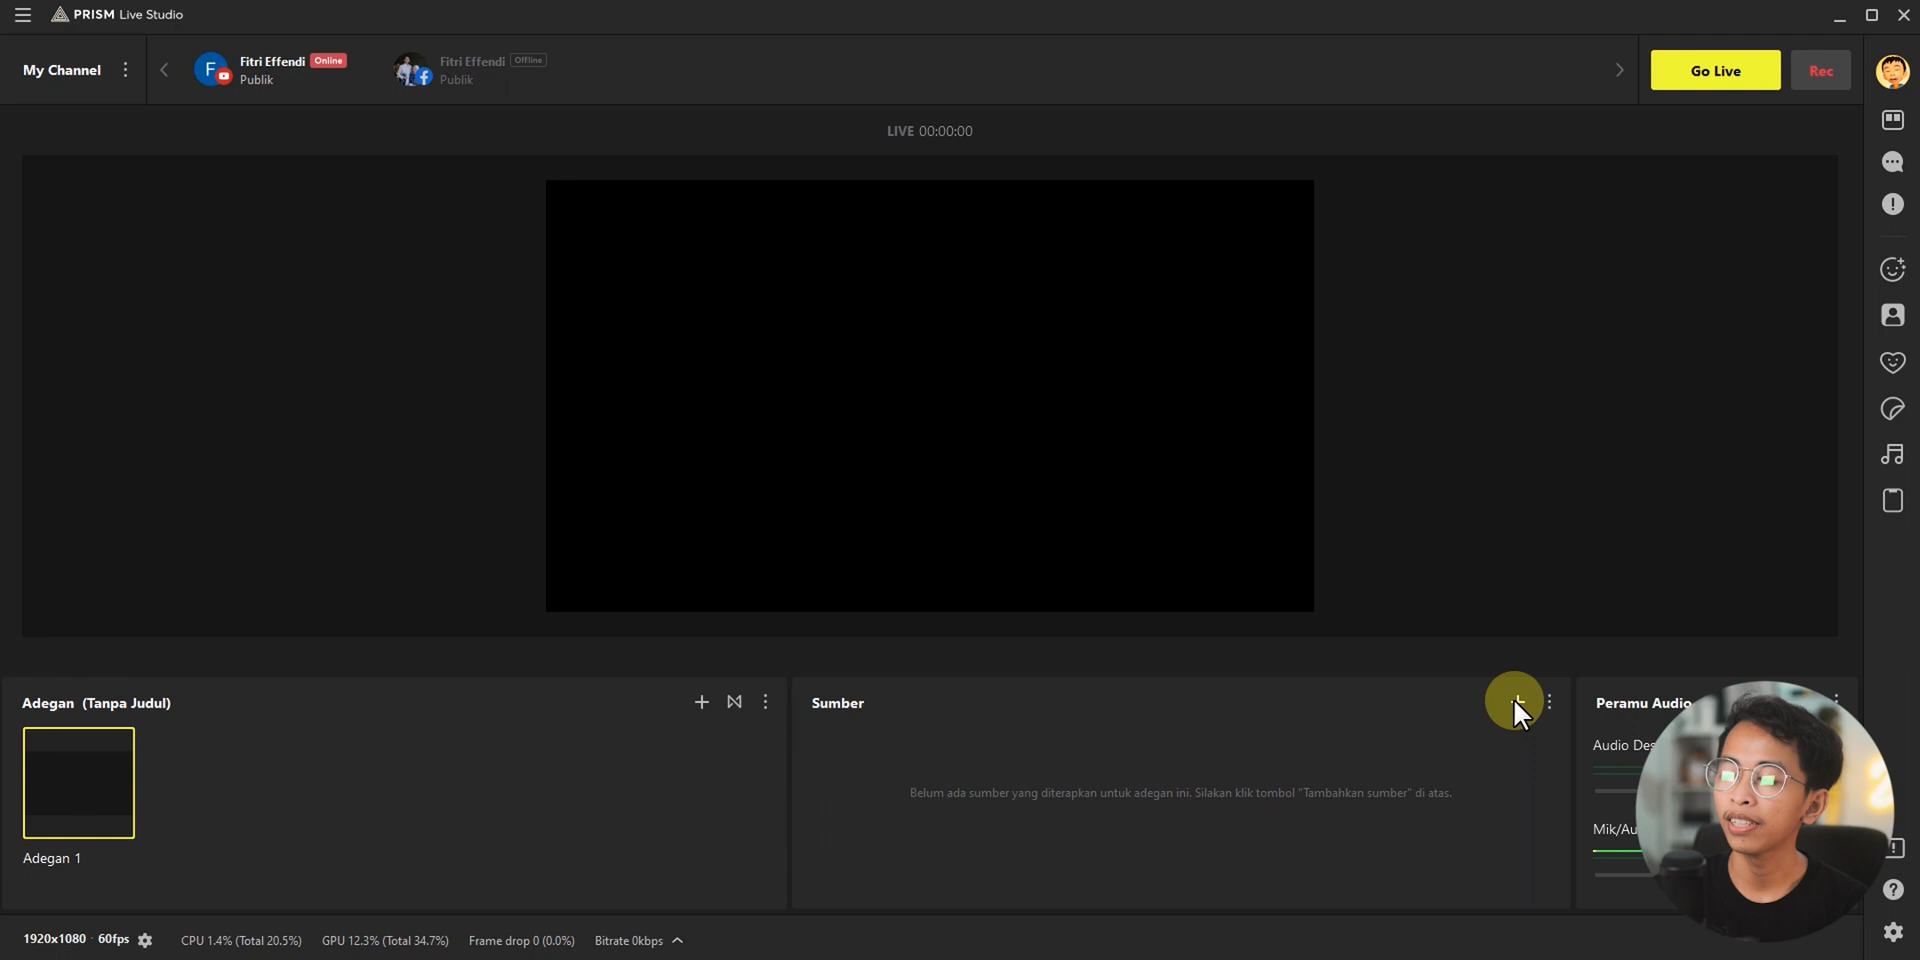 PRISM Live Studio
My Channel
Fitri Effendi Online
Publik
Fitri Effendi Offline
Publik
Go Live
Rec
LIVE 00:00:00
Adegan (Tanpa Judul)
Adegan 1
Sumber
Belum ada sumber yang diterapkan untuk adegan ini. Silakan klik tombol "Tambahkan sumber" di atas.
Peramu Audio
Audio Des
Mik/Au
1920x1080 · 60fps
CPU 1.4% (Total 20.5%)
GPU 12.3% (Total 34.7%)
Frame drop 0 (0.0%)
Bitrate 0kbps